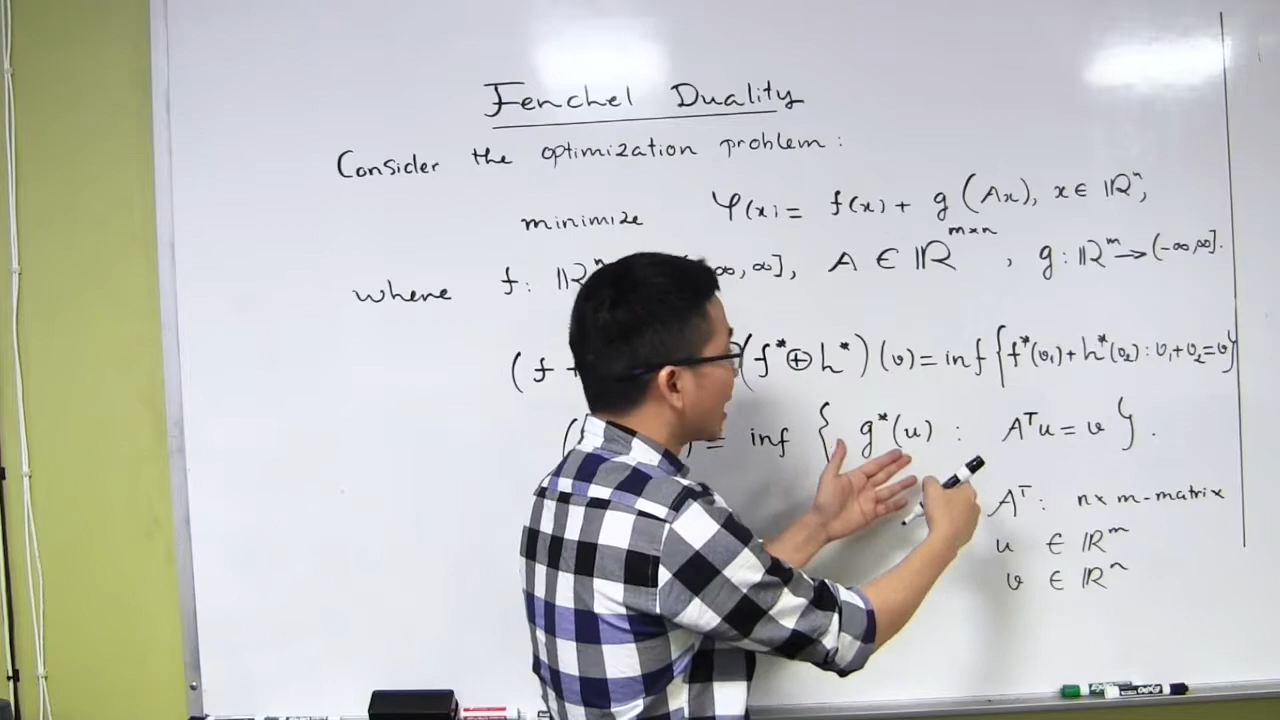 Fenchel Duality
Consider the optimization problem :
minimize φ(x) = f(x) + g(Ax), x ∈ ℝⁿ,
where f : ℝⁿ ∞, ∞], A ∈ ℝ^{m×n}, g : ℝᵐ → (-∞, ∞].
(f + (f* ⊕ h*)(v) = inf { f*(v₁) + h*(v₂) : v₁ + v₂ = v }
( ) = inf { g*(u) : Aᵀu = v }.
Aᵀ : n × m - matrix
u ∈ ℝᵐ
v ∈ ℝⁿ
EXPO